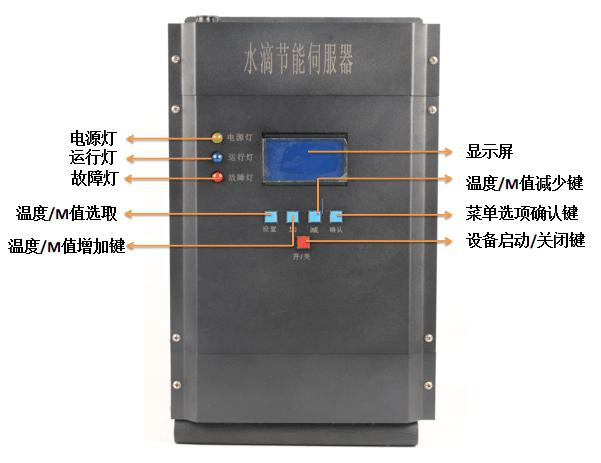 水滴节能伺服器
电源灯
运行灯
故障灯
温度/M值选取
温度/M值增加键
电源灯
运行灯
故障灯
设置 加 减 确认
开/关
显示屏
温度/M值减少键
菜单选项确认键
设备启动/关闭键